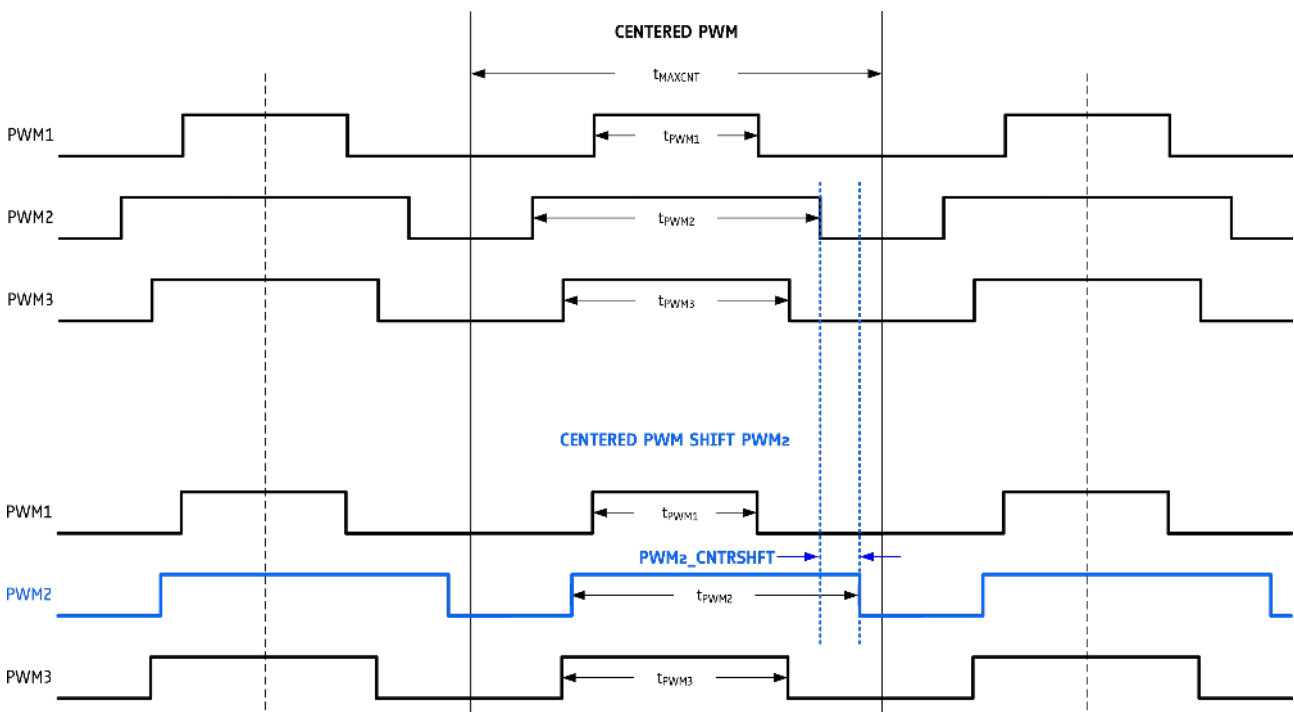 CENTERED PWM
tMAXCNT
PWM1
tPWM1
PWM2
tPWM2
PWM3
tPWM3
CENTERED PWM SHIFT PWM2
PWM1
tPWM1
PWM2_CNTRSHFT
PWM2
tPWM2
PWM3
tPWM3